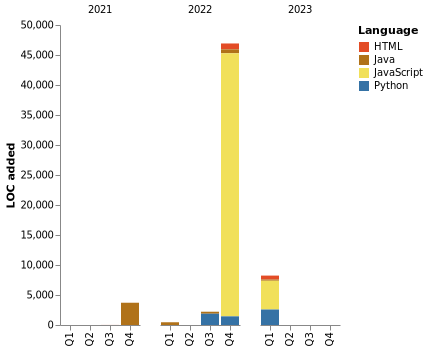 2021 2022 2023
Language
HTML
Java
JavaScript
Python
LOC added
50,000
45,000
40,000
35,000
30,000
25,000
20,000
15,000
10,000
5,000
0
Q1 Q2 Q3 Q4 Q1 Q2 Q3 Q4 Q1 Q2 Q3 Q4